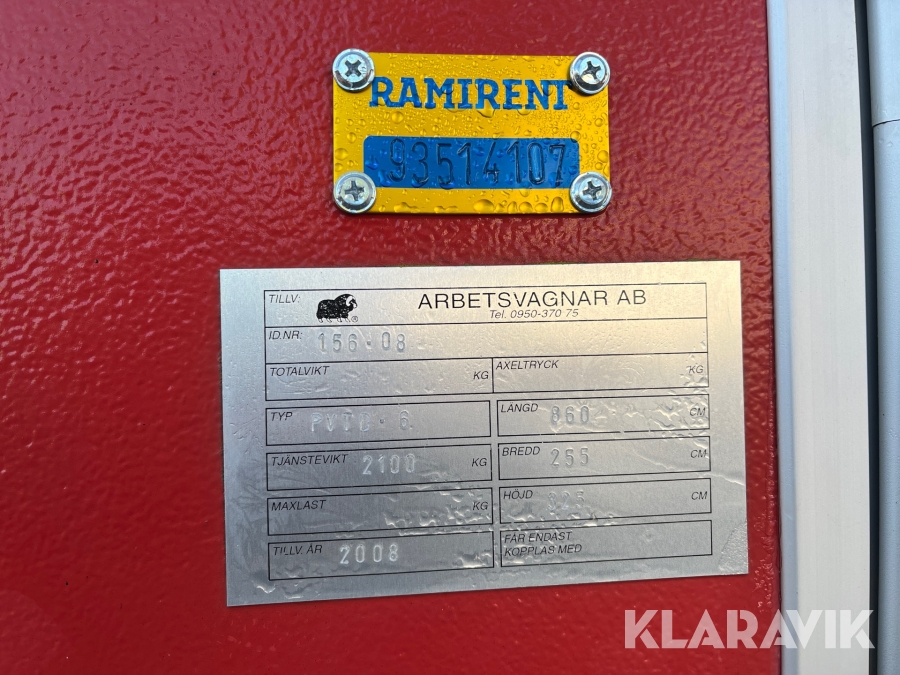 RAMIRENT
93514107
TILLV: ARBETSVAGNAR AB
Tel. 0950-370 75
ID.NR: 156-08
TOTALVIKT KG AXELTRYCK KG
TYP LÄNGD 860 CM
TJÄNSTEVIKT 2100 KG BREDD 255 CM
MAXLAST KG HÖJD CM
TILLV. ÅR 2008 FÅR ENDAST
KOPPLAS MED
KLARAVIK